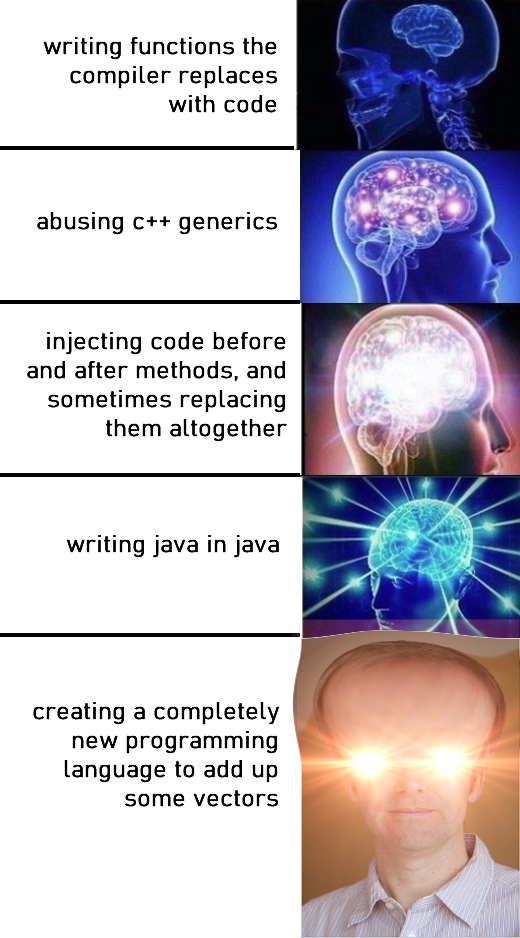 writing functions the
compiler replaces
with code
abusing c++ generics
injecting code before
and after methods, and
sometimes replacing
them altogether
writing java in java
creating a completely
new programming
language to add up
some vectors